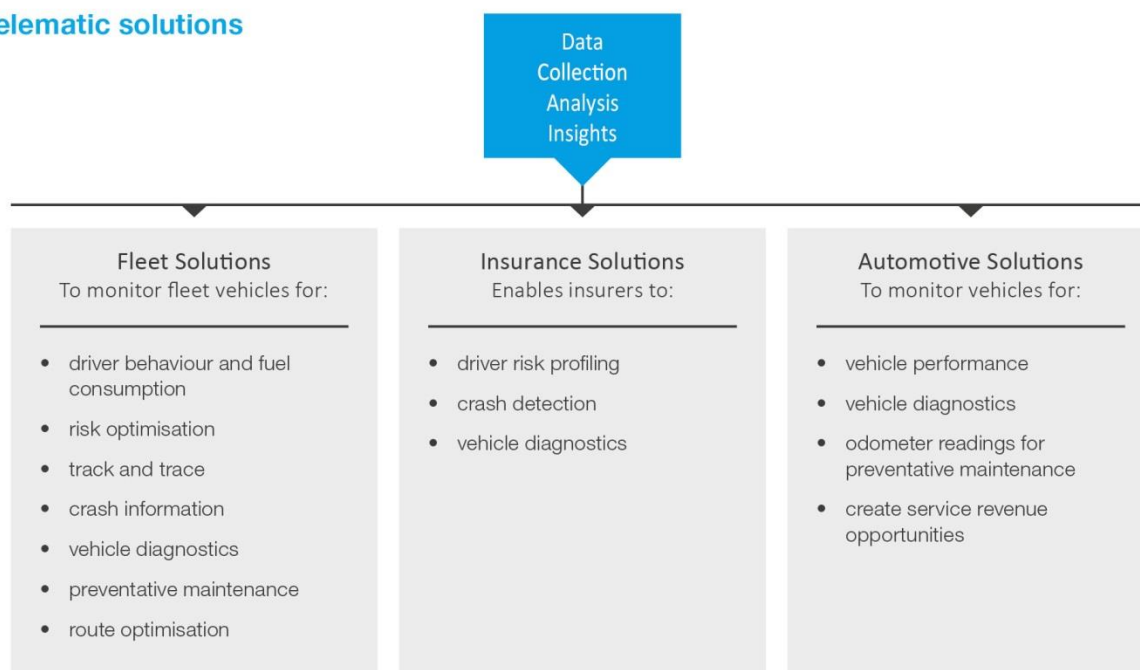 elematic solutions
Data
Collection
Analysis
Insights
Fleet Solutions
To monitor fleet vehicles for:
• driver behaviour and fuel
consumption
• risk optimisation
• track and trace
• crash information
• vehicle diagnostics
• preventative maintenance
• route optimisation
Insurance Solutions
Enables insurers to:
• driver risk profiling
• crash detection
• vehicle diagnostics
Automotive Solutions
To monitor vehicles for:
• vehicle performance
• vehicle diagnostics
• odometer readings for
preventative maintenance
• create service revenue
opportunities